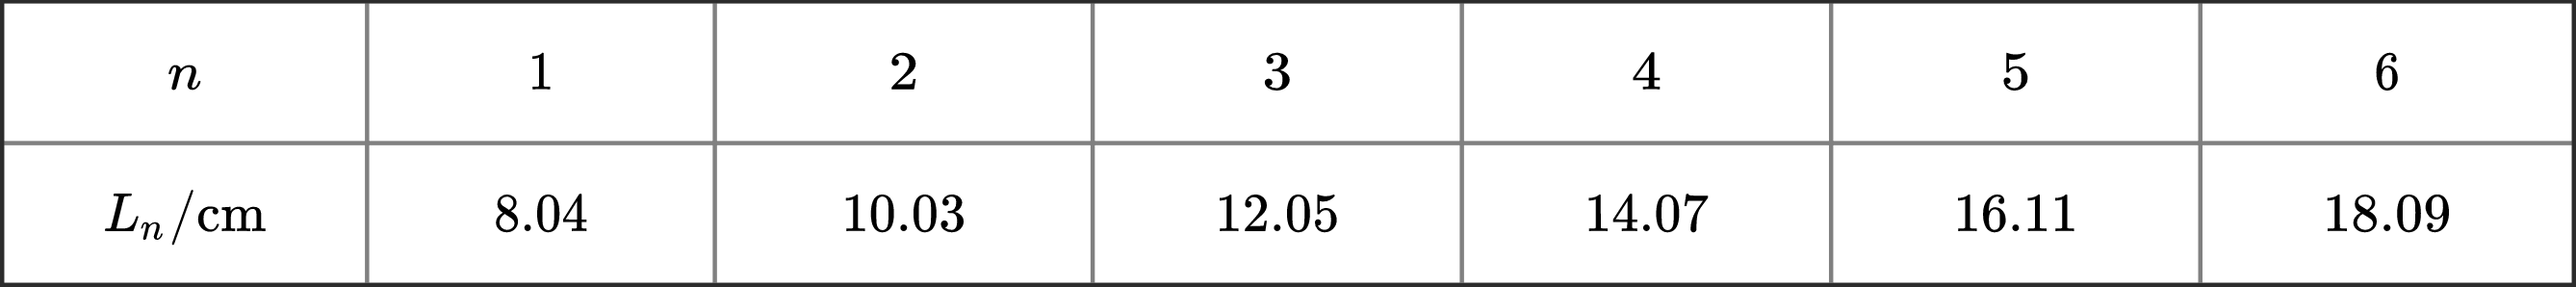 n 1 2 3 4 5 6
Lₙ/cm 8.04 10.03 12.05 14.07 16.11 18.09